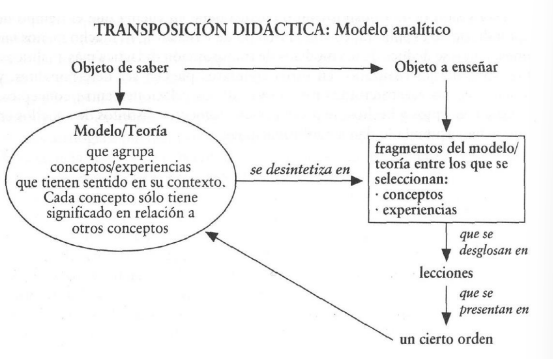 TRANSPOSICIÓN DIDÁCTICA: Modelo analítico
Objeto de saber
Objeto a enseñar
Modelo/Teoría
que agrupa
conceptos/experiencias
que tienen sentido en su contexto.
Cada concepto sólo tiene
significado en relación a
otros conceptos
se desintetiza en
fragmentos del modelo/
teoría entre los que se
seleccionan:
· conceptos
· experiencias
que se
desglosan en
lecciones
que se
presentan en
un cierto orden